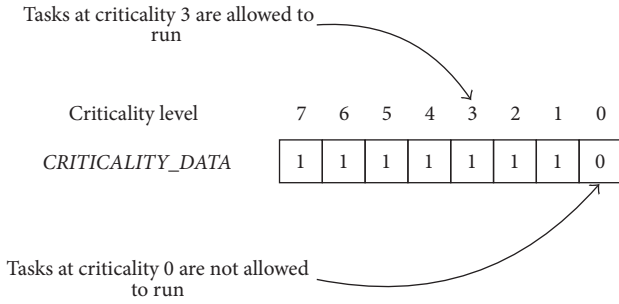 Tasks at criticality 3 are allowed to
run
Criticality level 7 6 5 4 3 2 1 0
CRITICALITY_DATA 1 1 1 1 1 1 1 0
Tasks at criticality 0 are not allowed
to run